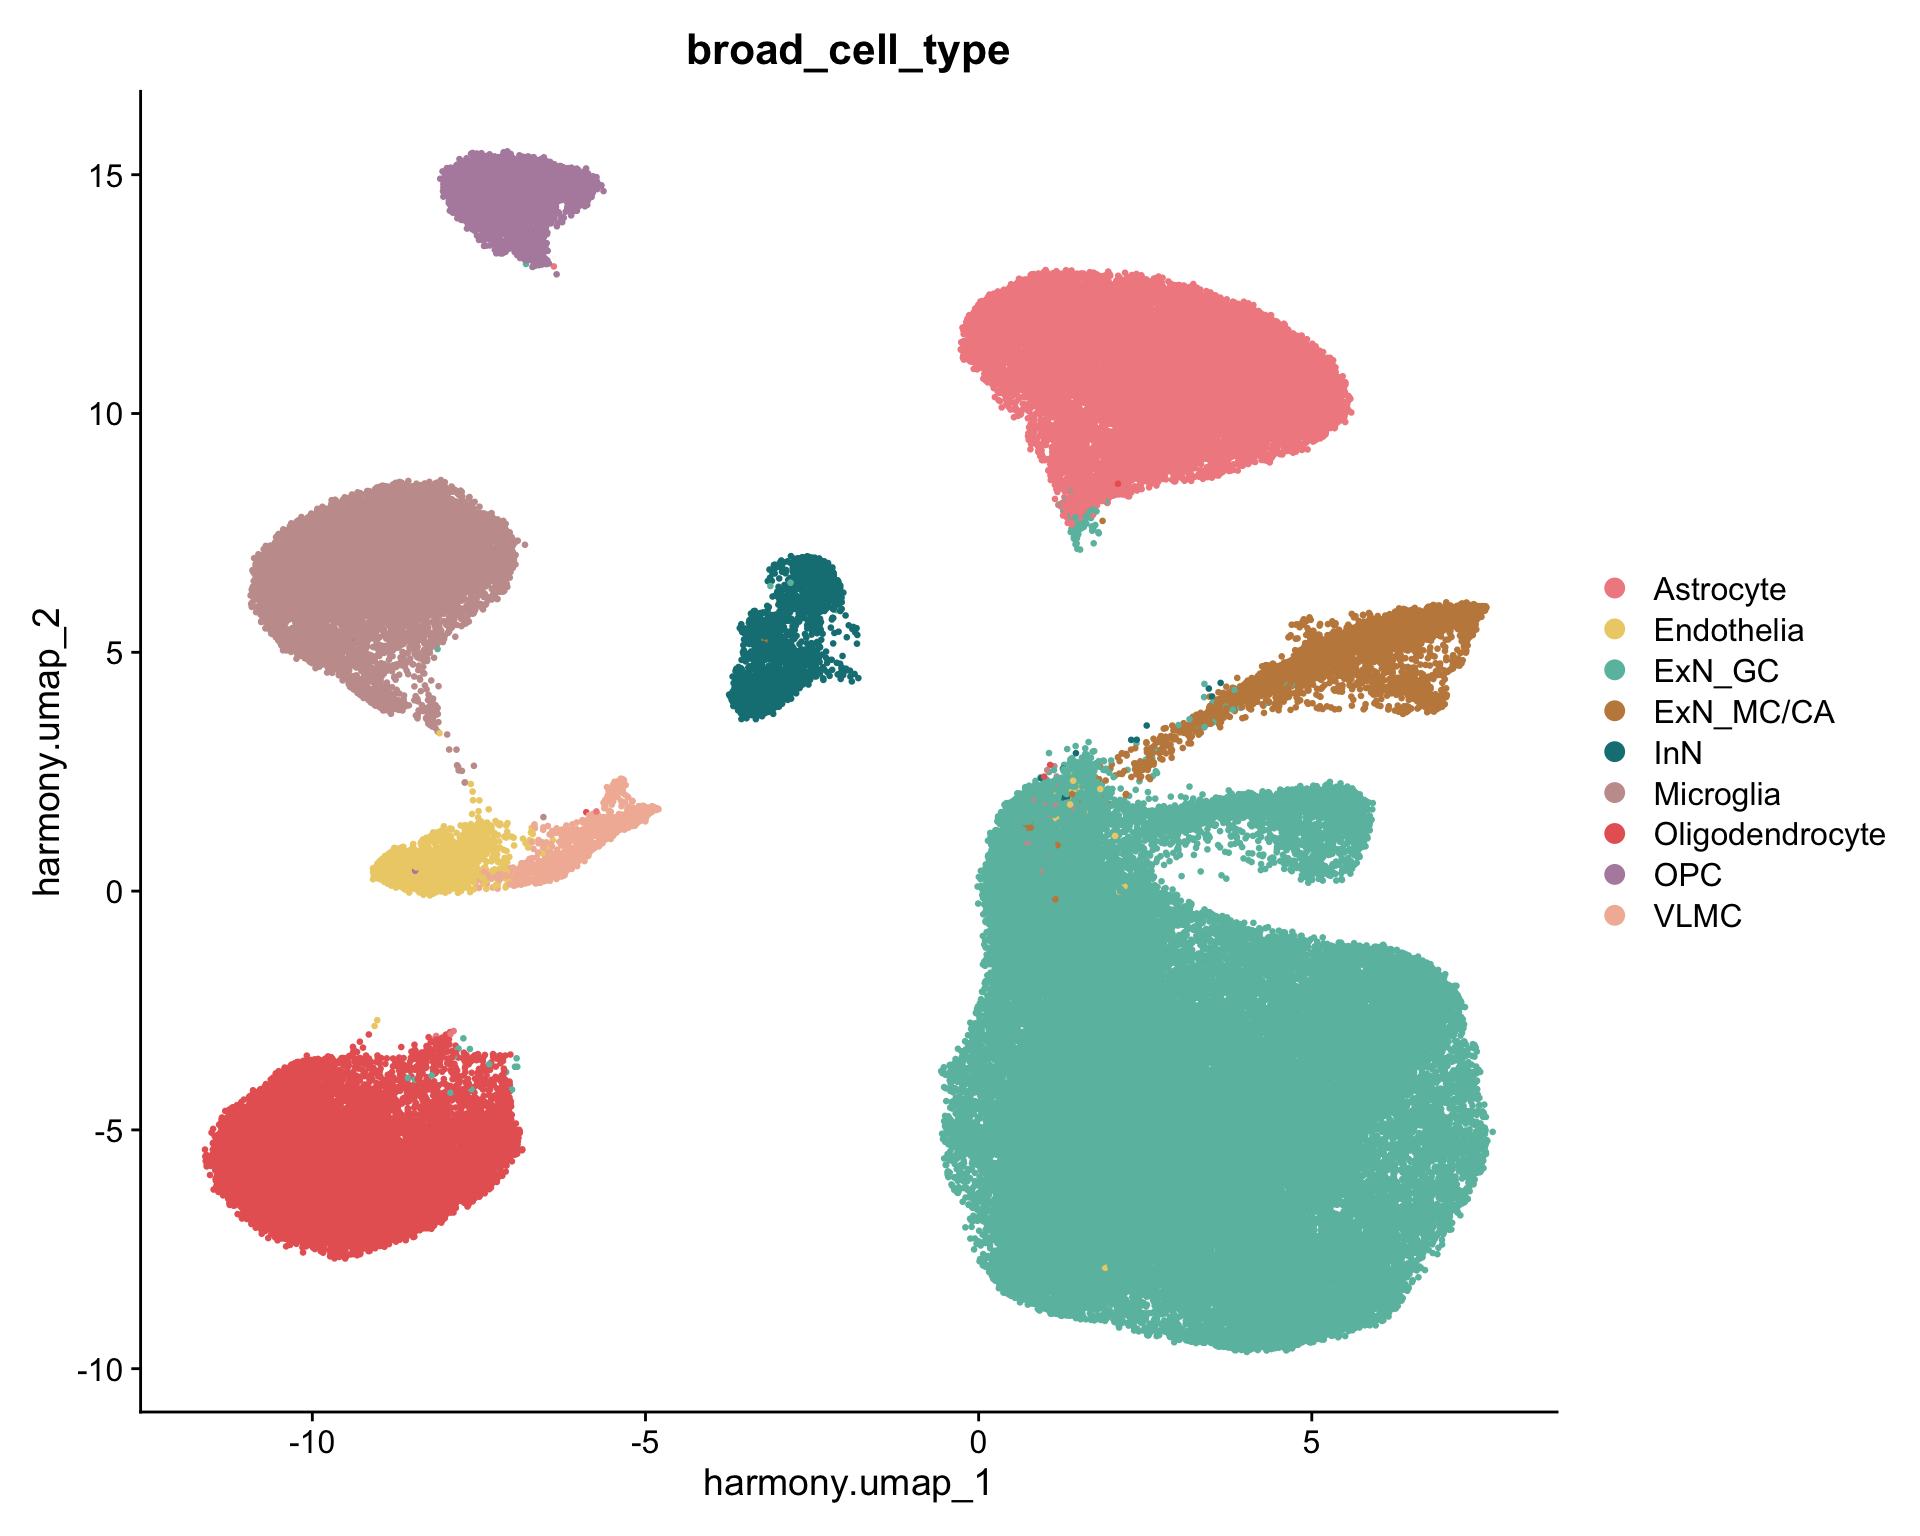 broad_cell_type
15
10
5
0
-5
-10
harmony.umap_2
-10
-5
0
5
harmony.umap_1
Astrocyte
Endothelia
ExN_GC
ExN_MC/CA
InN
Microglia
Oligodendrocyte
OPC
VLMC